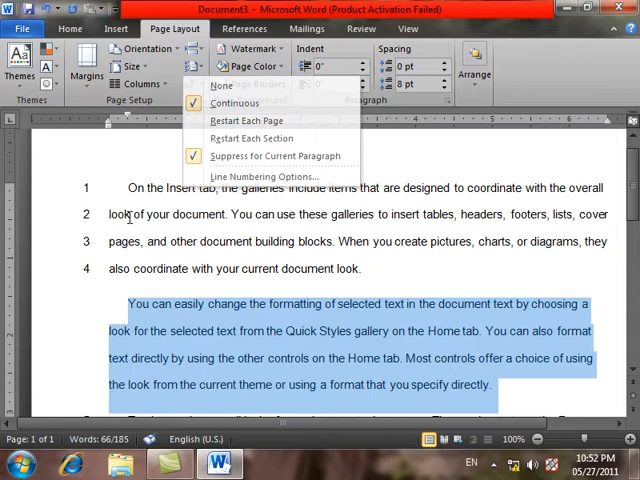 Document3 - Microsoft Word (Product Activation Failed)
File Home Insert Page Layout References Mailings Review View
Themes
Themes
Margins
Orientation
Size
Columns
Page Setup
Watermark
Page Color
Page Borders
Indent
0"
0"
Spacing
0 pt
8 pt
Paragraph
Arrange
None
Continuous
Restart Each Page
Restart Each Section
Suppress for Current Paragraph
Line Numbering Options...
1 On the Insert tab, the galleries include items that are designed to coordinate with the overall
2 look of your document. You can use these galleries to insert tables, headers, footers, lists, cover
3 pages, and other document building blocks. When you create pictures, charts, or diagrams, they
4 also coordinate with your current document look.
You can easily change the formatting of selected text in the document text by choosing a
look for the selected text from the Quick Styles gallery on the Home tab. You can also format
text directly by using the other controls on the Home tab. Most controls offer a choice of using
the look from the current theme or using a format that you specify directly.
Page: 1 of 1 Words: 66/185 English (U.S.) 100%
EN
10:52 PM
05/27/2011